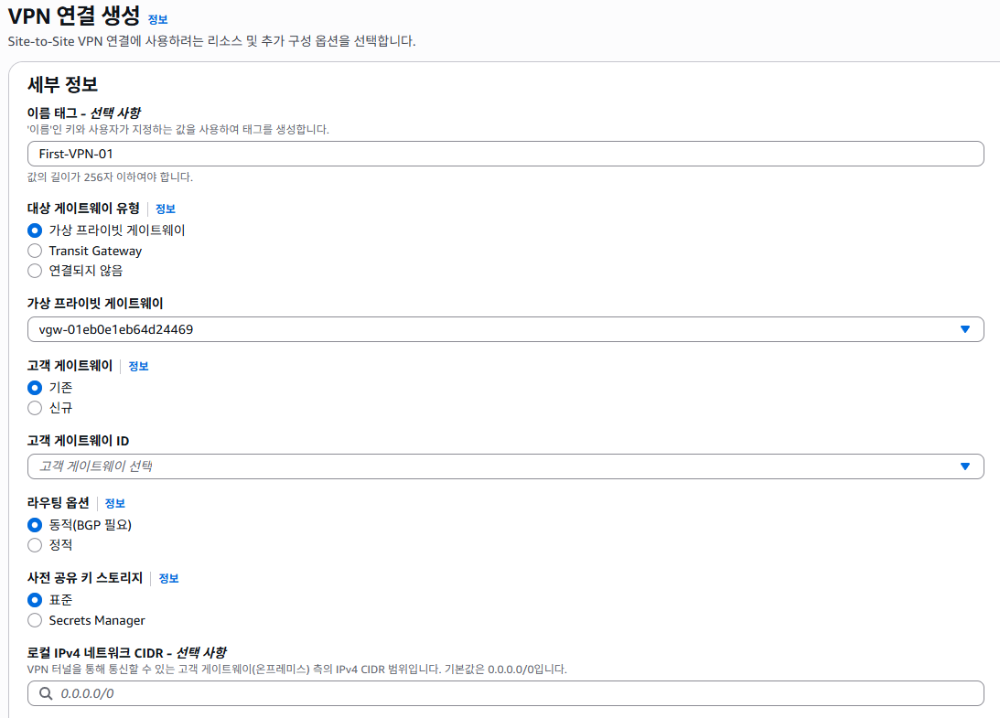 VPN 연결 생성 정보
Site-to-Site VPN 연결에 사용하려는 리소스 및 추가 구성 옵션을 선택합니다.
세부 정보
이름 태그 - 선택 사항
'이름'인 키와 사용자가 지정하는 값을 사용하여 태그를 생성합니다.
First-VPN-01
값의 길이가 256자 이하여야 합니다.
대상 게이트웨이 유형 정보
가상 프라이빗 게이트웨이
Transit Gateway
연결되지 않음
가상 프라이빗 게이트웨이
vgw-01eb0e1eb64d24469
고객 게이트웨이 정보
기존
신규
고객 게이트웨이 ID
고객 게이트웨이 선택
라우팅 옵션 정보
동적(BGP 필요)
정적
사전 공유 키 스토리지 정보
표준
Secrets Manager
로컬 IPv4 네트워크 CIDR - 선택 사항
VPN 터널을 통해 통신할 수 있는 고객 게이트웨이(온프레미스) 측의 IPv4 CIDR 범위입니다. 기본값은 0.0.0.0/0입니다.
0.0.0.0/0